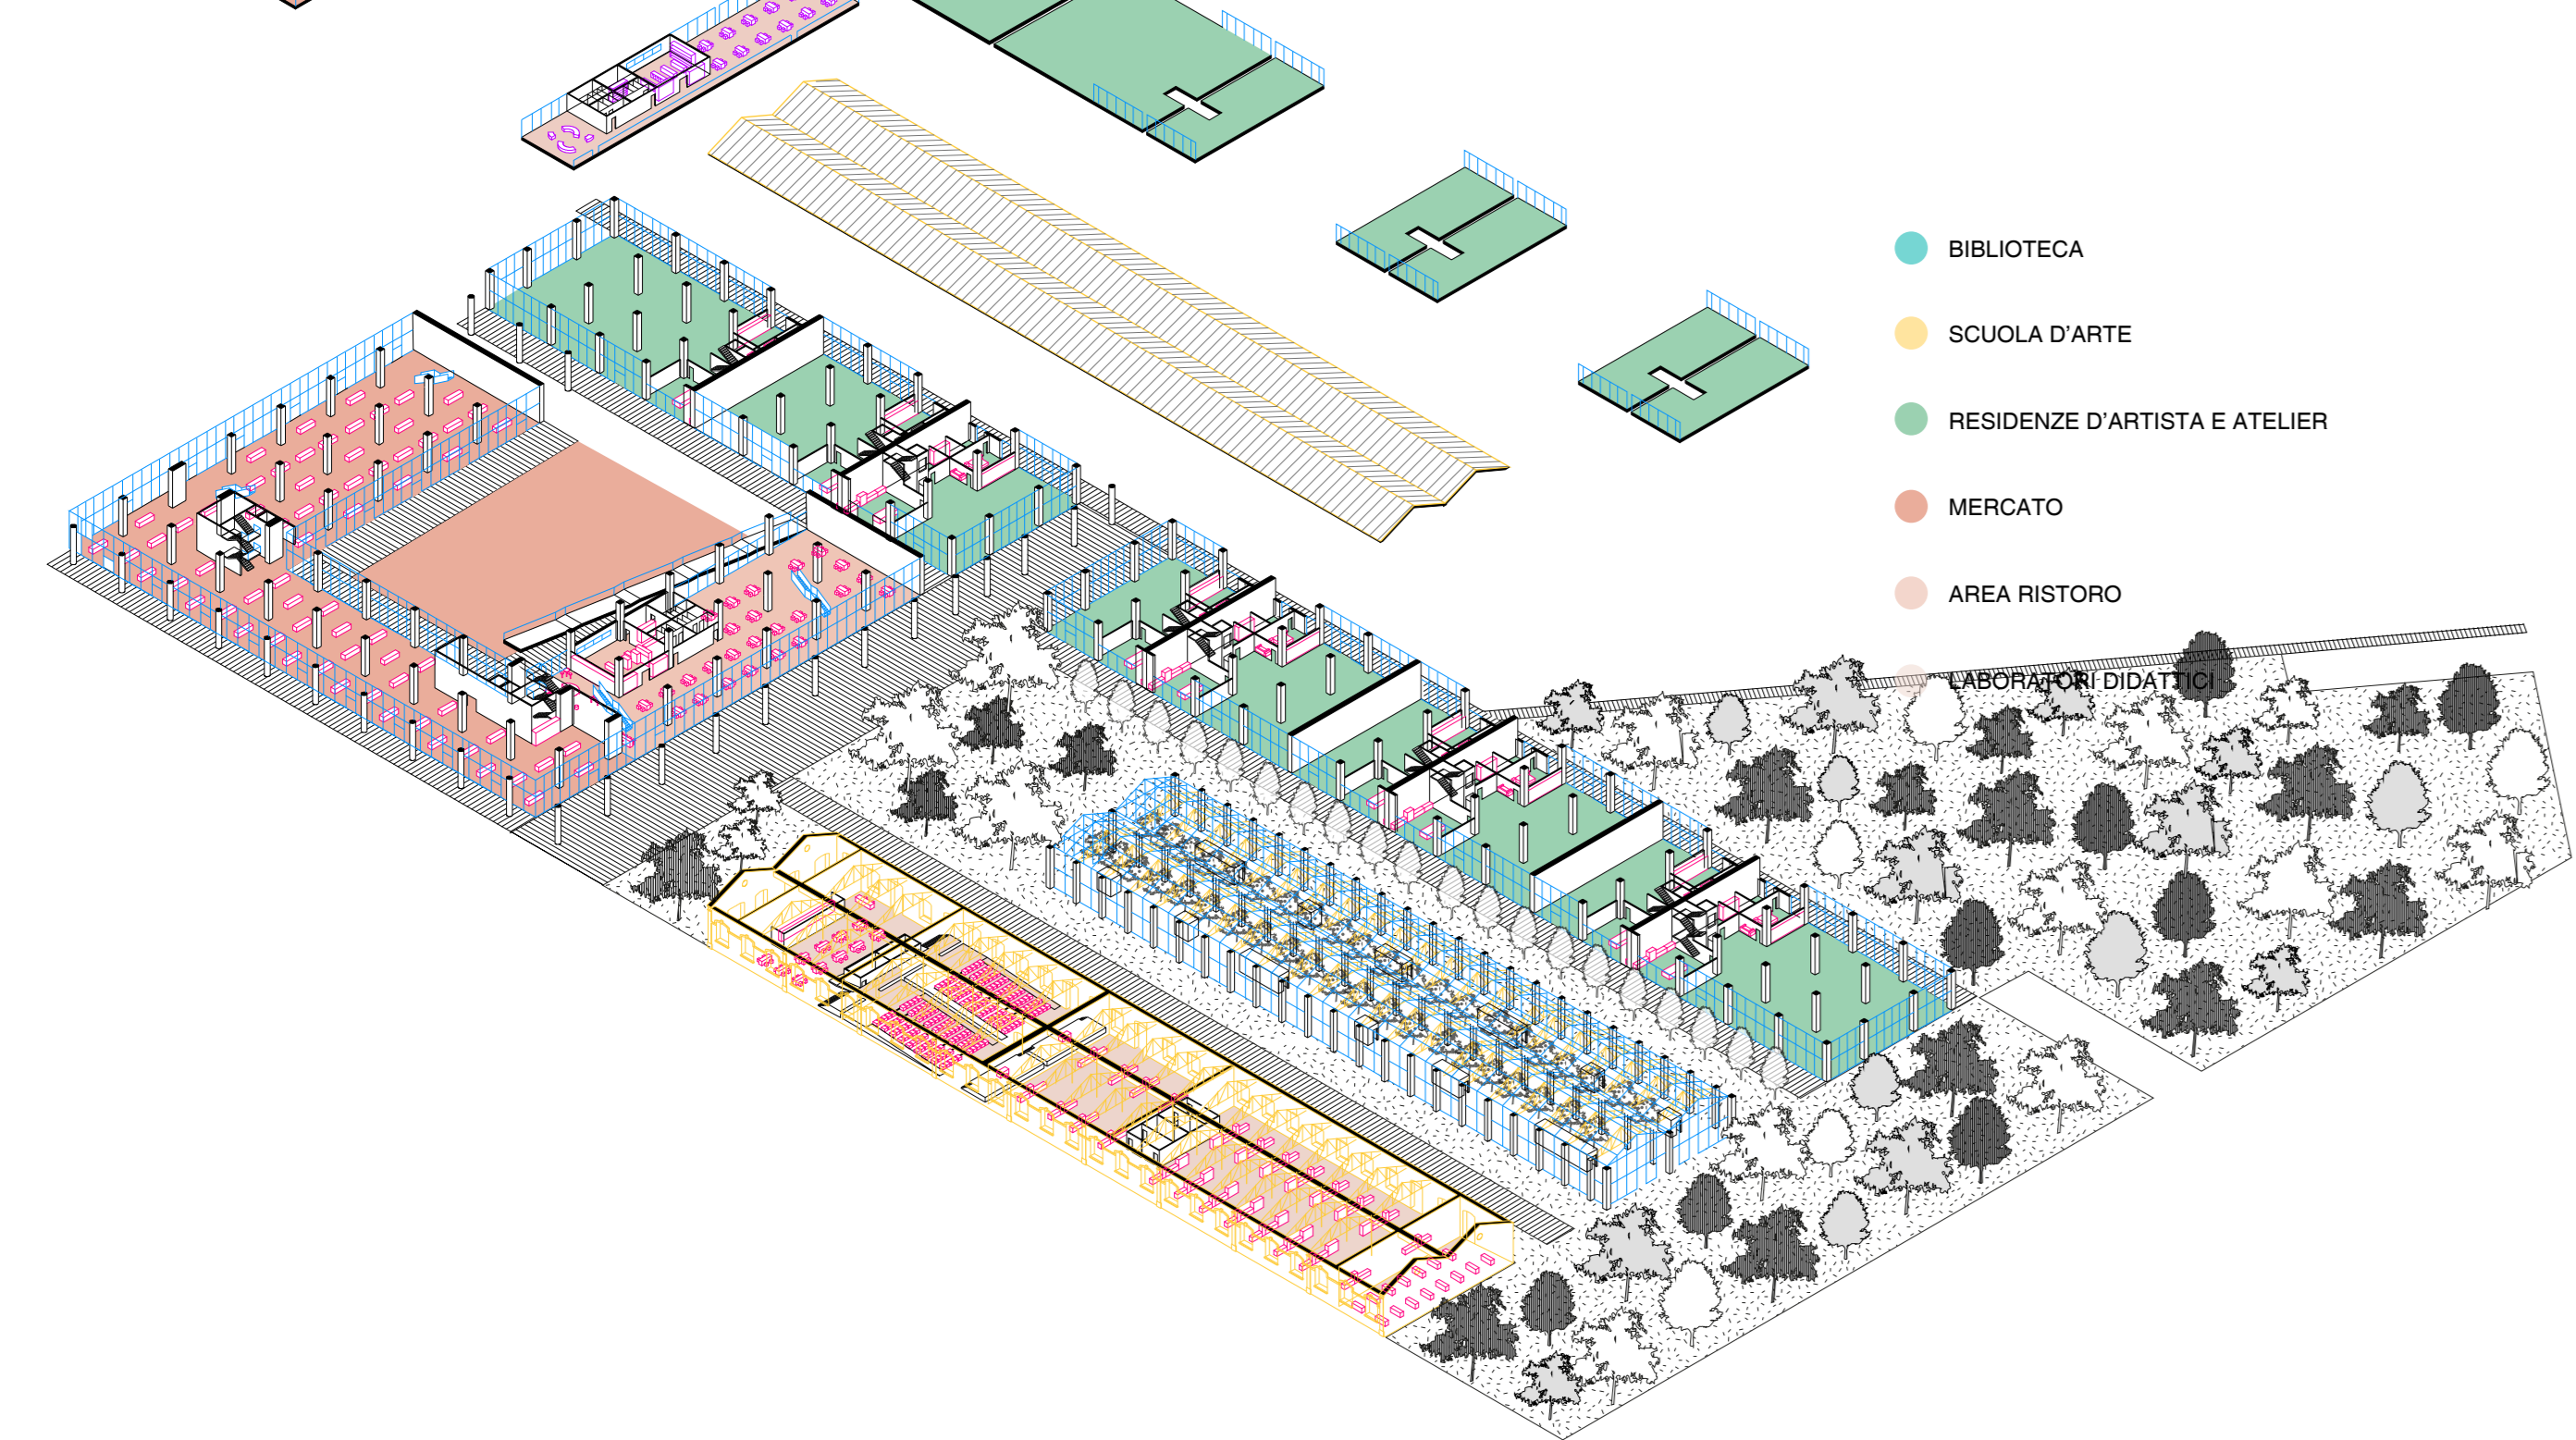 BIBLIOTECA
SCUOLA D'ARTE
RESIDENZE D'ARTISTA E ATELIER
MERCATO
AREA RISTORO
LABORATORI DIDATTICI